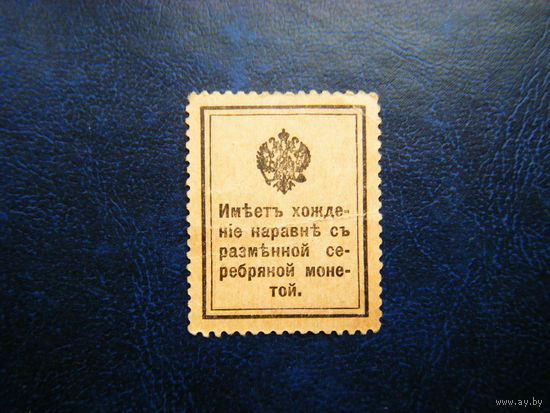 Имѣетъ хожде-
ніе наравнѣ съ
размѣнной се-
ребряной моне-
той.
www.ay.by